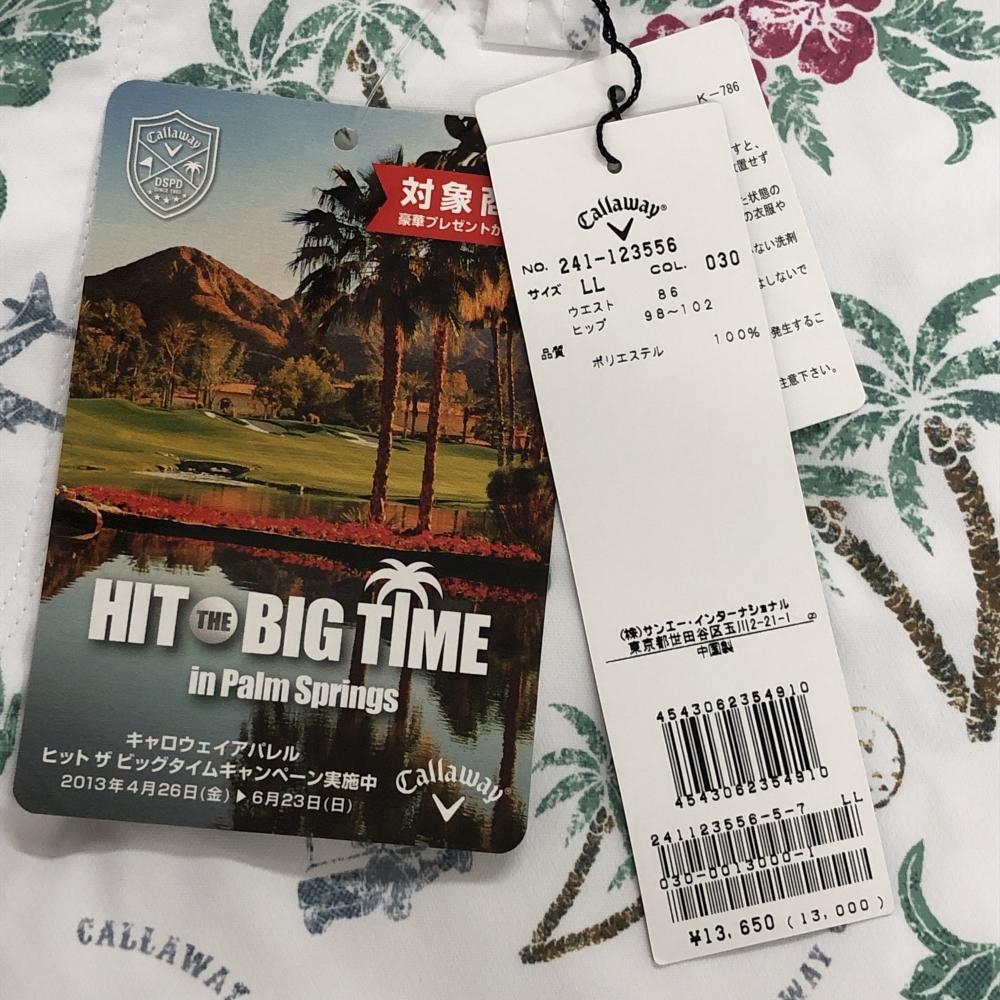 Callaway
DSPD
SINCE 1982
対象商
豪華プレゼントが
HIT THE BIG TIME
in Palm Springs
キャロウェイアパレル
ヒット ザ ビッグタイムキャンペーン実施中
2013年4月26日(金)▶6月23日(日)
Callaway
K-786
すと、
置せず
と状態の
の衣服や
ない洗剤
しないで
発生するこ
注意下さい。
Callaway®
NO. 241-123556
サイズ LL COL. 030
ウエスト 86
ヒップ 98~102
品質 ポリエステル 100%
(株)サンエー・インターナショナル
東京都世田谷区玉川2-21-1
中国製
4543062354910
4543062354910
241123556-5-7 LL
030-0013000-1
¥13,650 (13,000)
CALLAWAY
WAY
CA